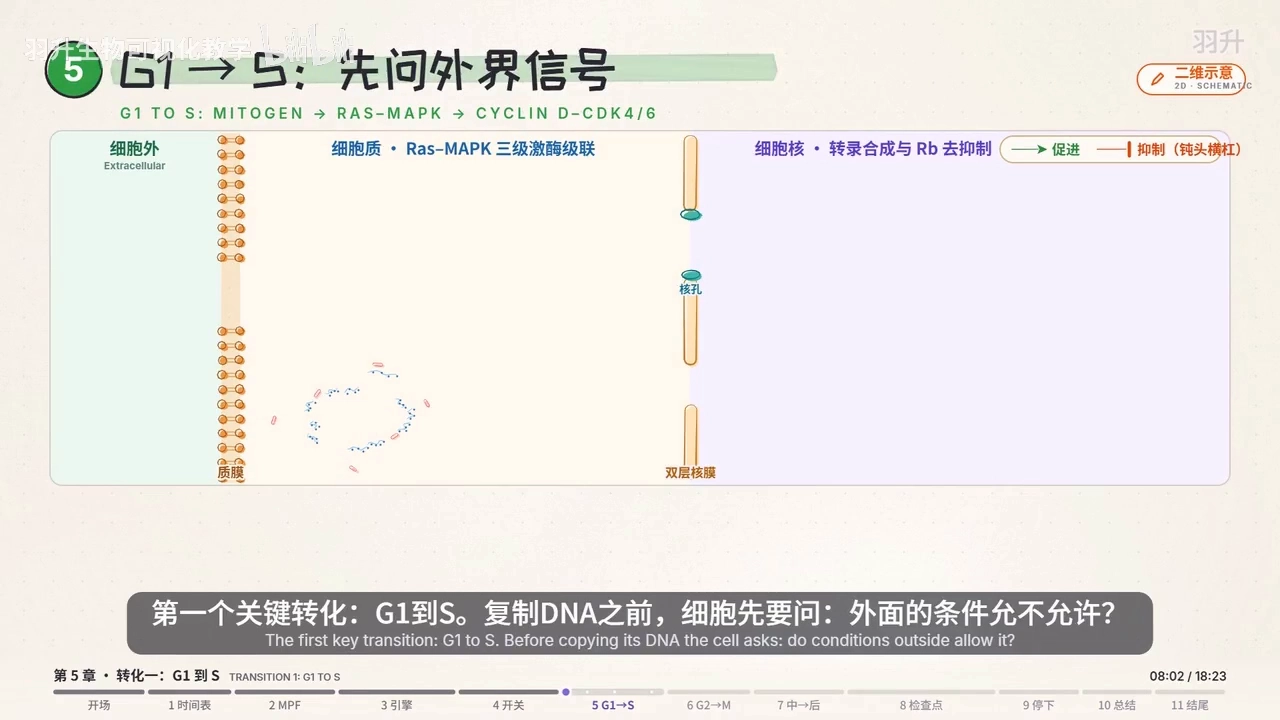 羽升生物可视化教学
羽升
5
G1→S：先问外界信号
二维示意
2D · SCHEMATIC
G1 TO S: MITOGEN → RAS–MAPK → CYCLIN D–CDK4/6
细胞外
Extracellular
细胞质 · Ras–MAPK 三级激酶级联
细胞核 · 转录合成与 Rb 去抑制
促进
抑制（钝头横杠）
核孔
质膜
双层核膜
第一个关键转化：G1到S。复制DNA之前，细胞先要问：外面的条件允不允许？
The first key transition: G1 to S. Before copying its DNA the cell asks: do conditions outside allow it?
第 5 章 · 转化一：G1 到 S TRANSITION 1: G1 TO S
08:02 / 18:23
开场 1 时间表 2 MPF 3 引擎 4 开关 5 G1→S 6 G2→M 7 中→后 8 检查点 9 停下 10 总结 11 结尾